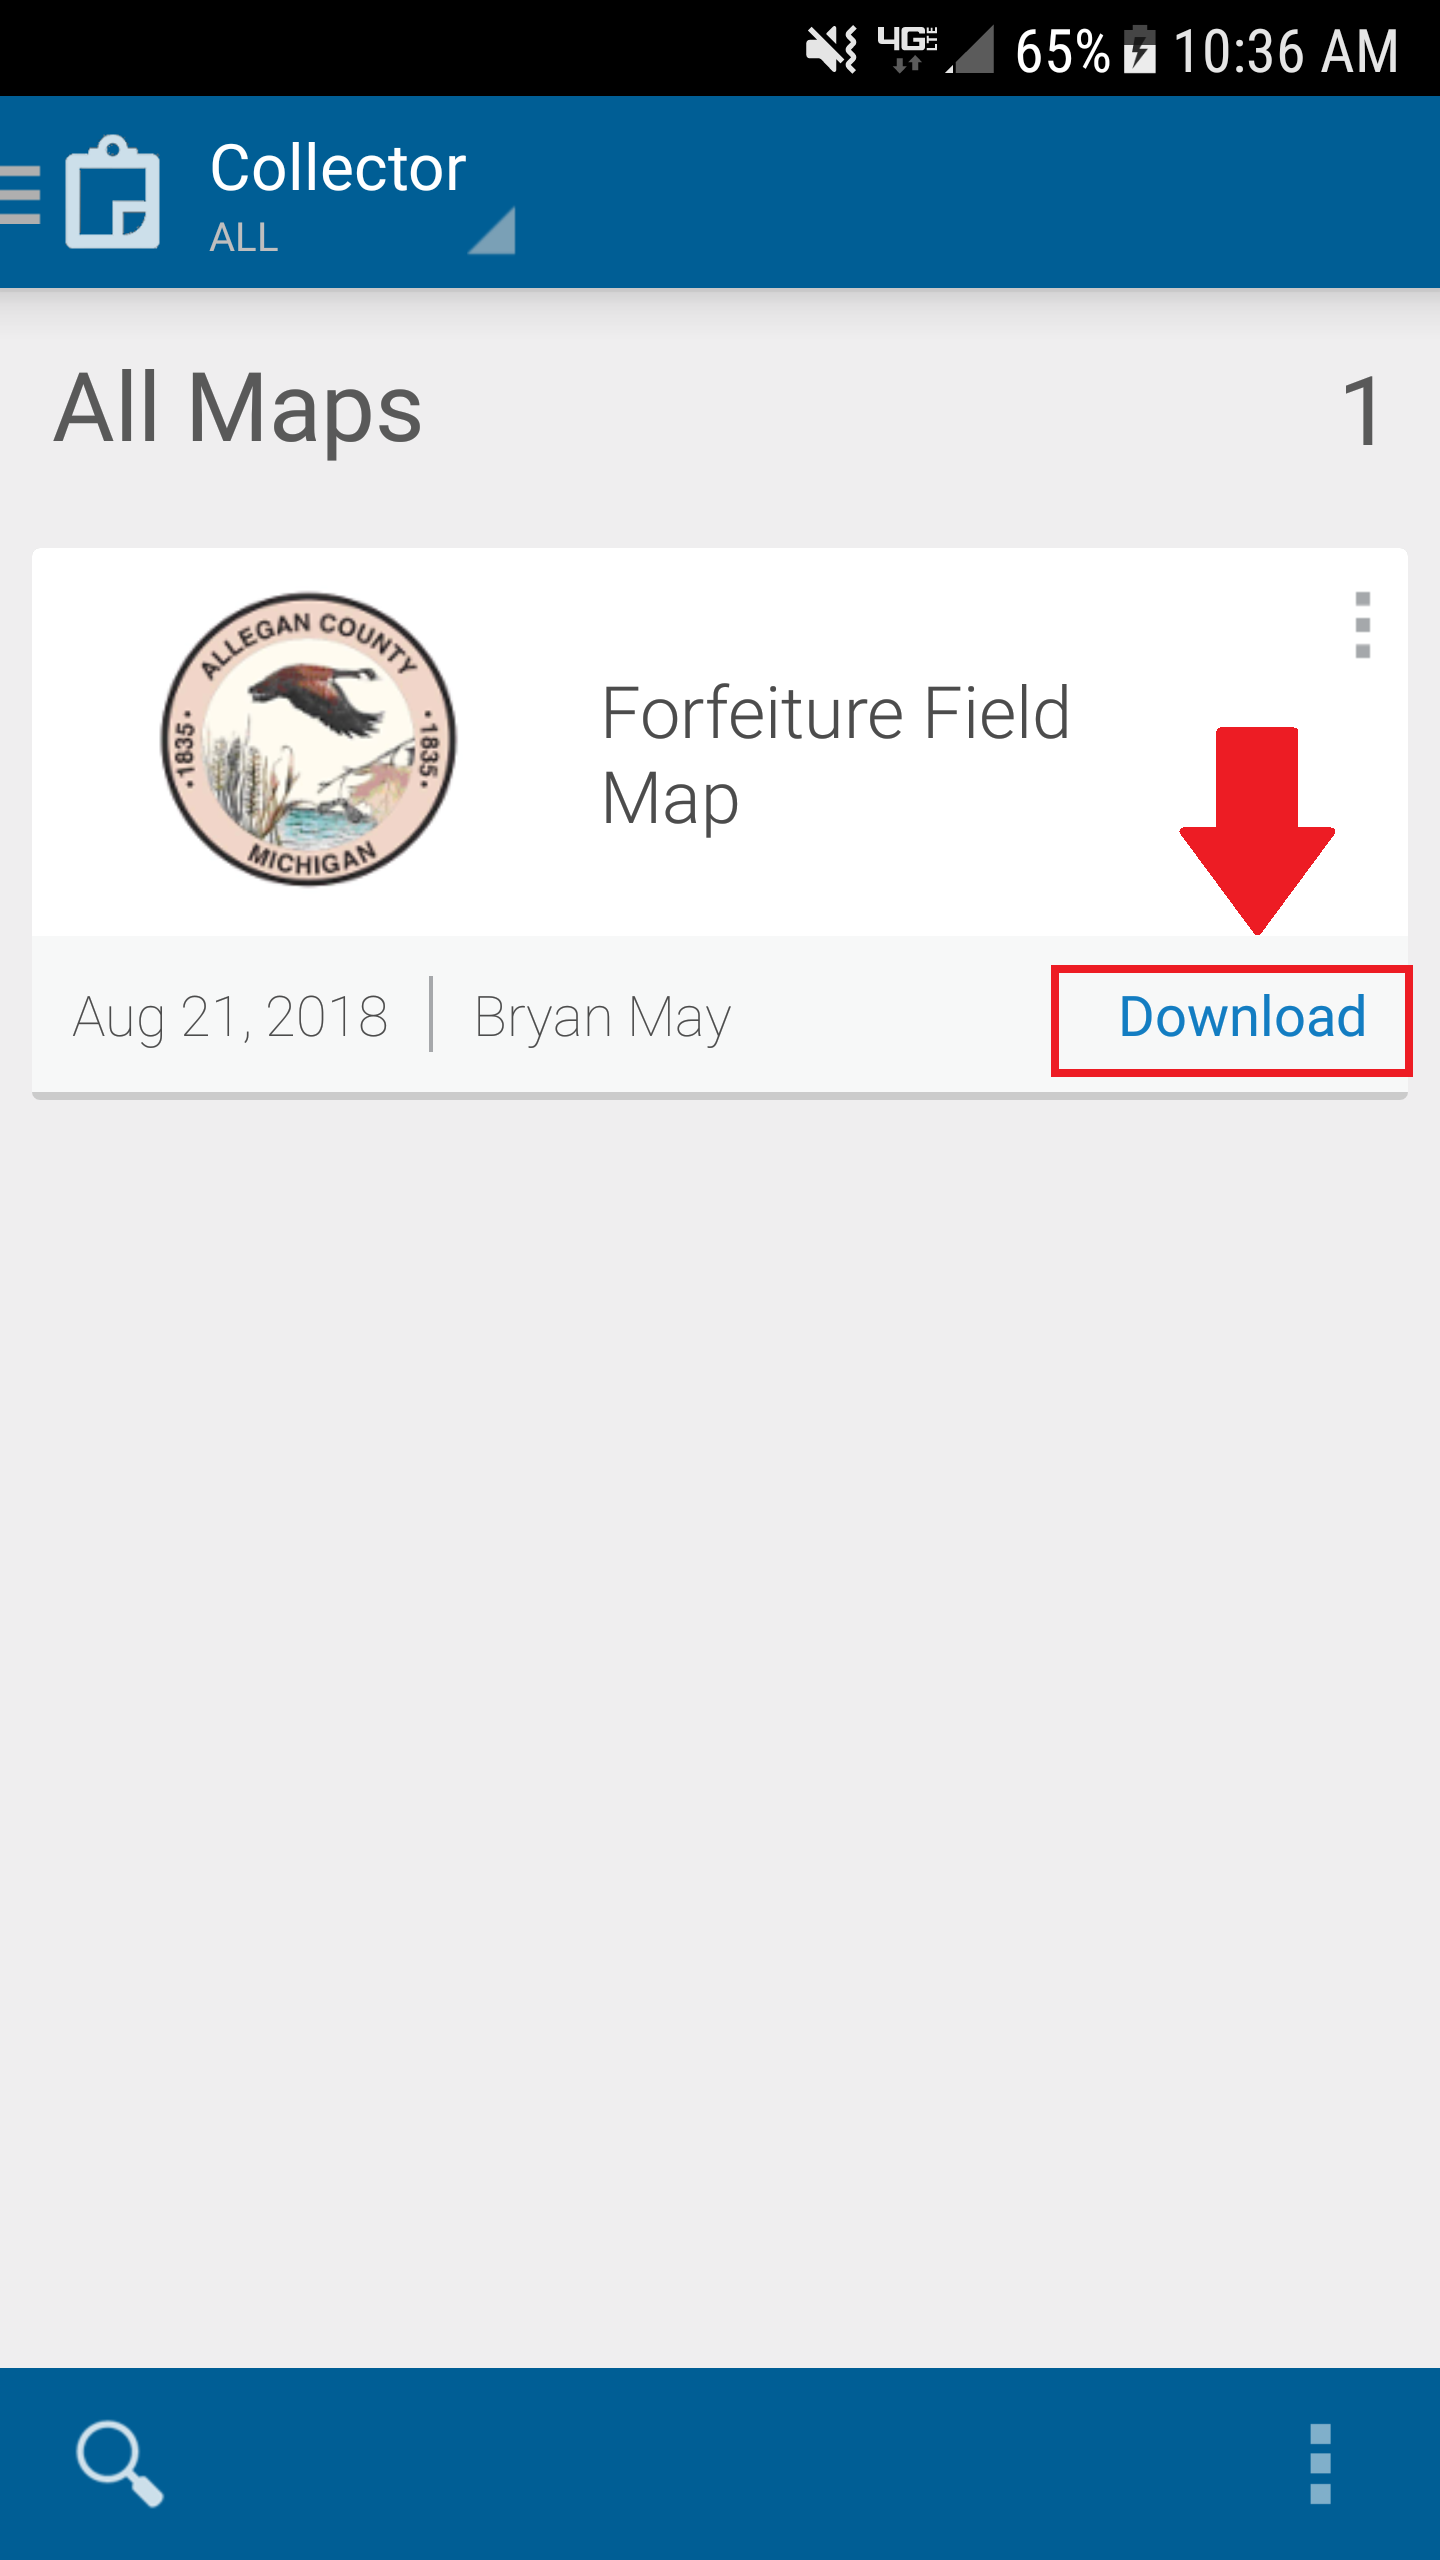 4G LTE 65% 10:36 AM
Collector
ALL
All Maps 1
ALLEGAN COUNTY
·1835· ·1835·
MICHIGAN
Forfeiture Field
Map
Aug 21, 2018 Bryan May Download